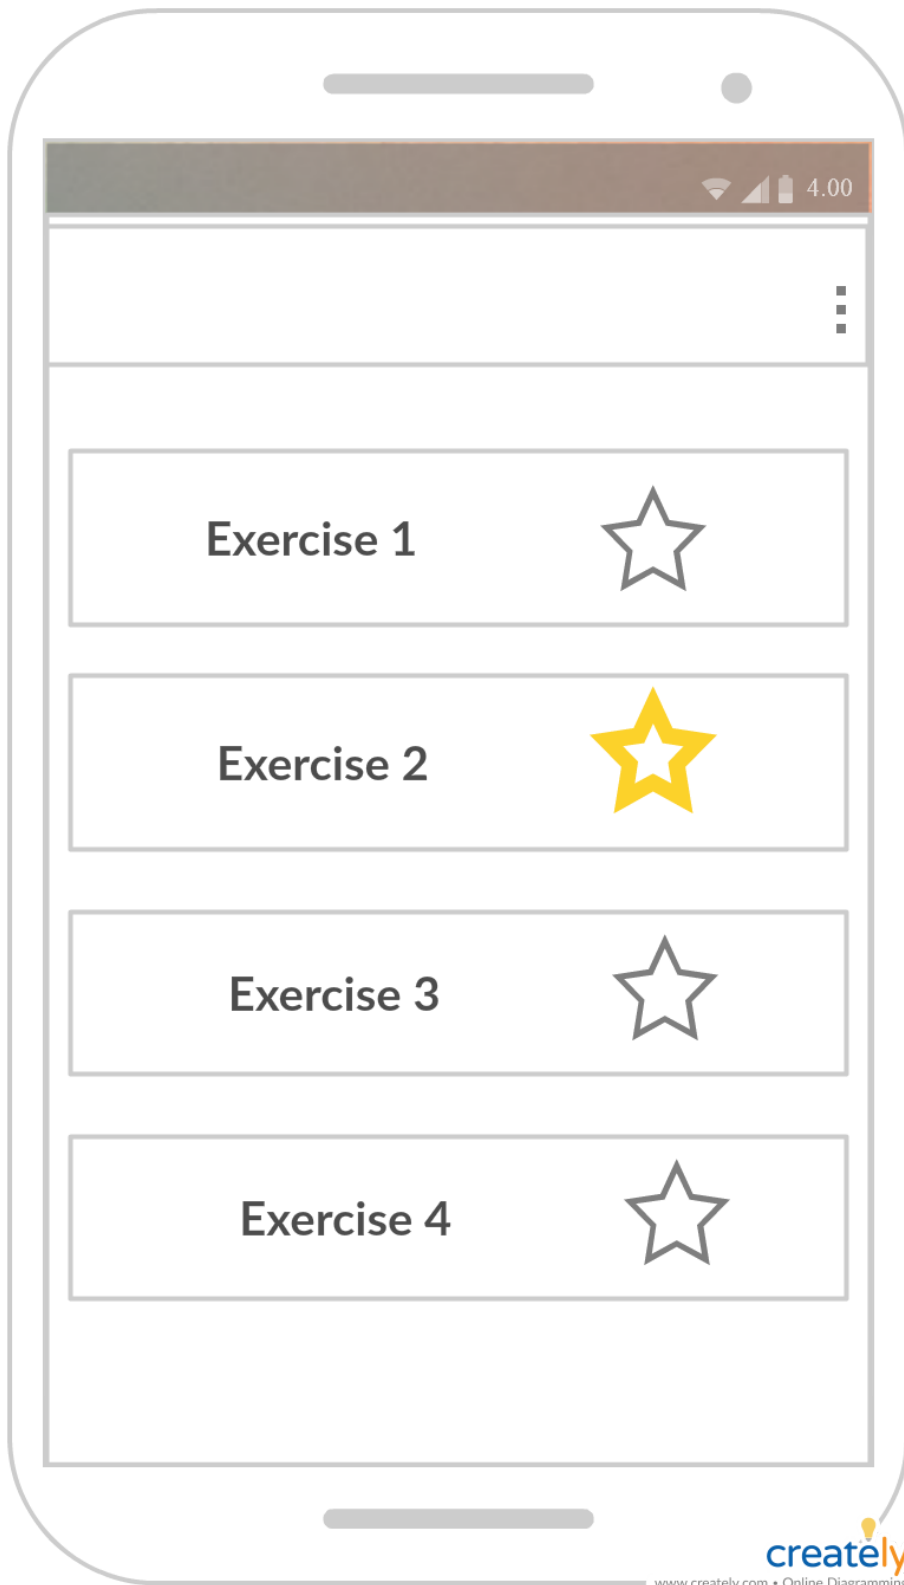 4.00
Exercise 1
Exercise 2
Exercise 3
Exercise 4
creately
www.creately.com • Online Diagramming